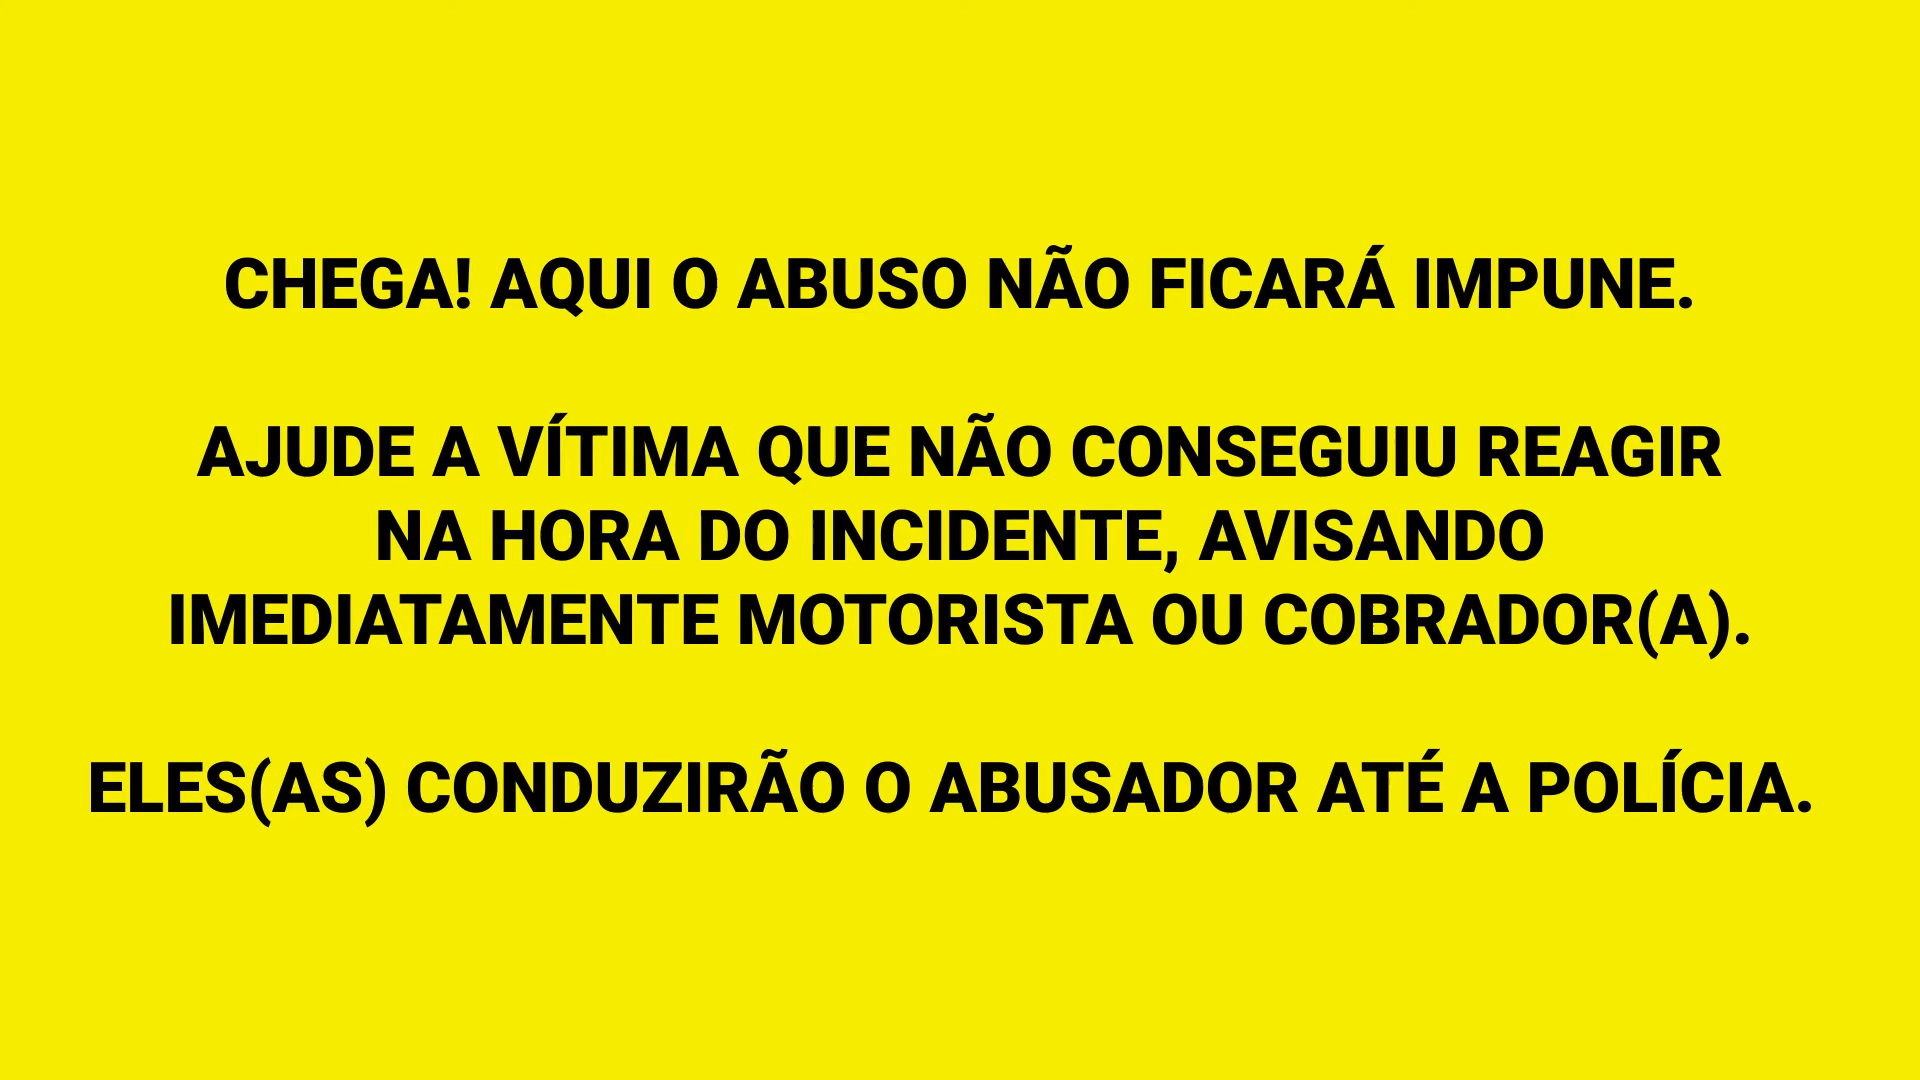 CHEGA! AQUI O ABUSO NÃO FICARÁ IMPUNE.
AJUDE A VÍTIMA QUE NÃO CONSEGUIU REAGIR
NA HORA DO INCIDENTE, AVISANDO
IMEDIATAMENTE MOTORISTA OU COBRADOR(A).
ELES(AS) CONDUZIRÃO O ABUSADOR ATÉ A POLÍCIA.